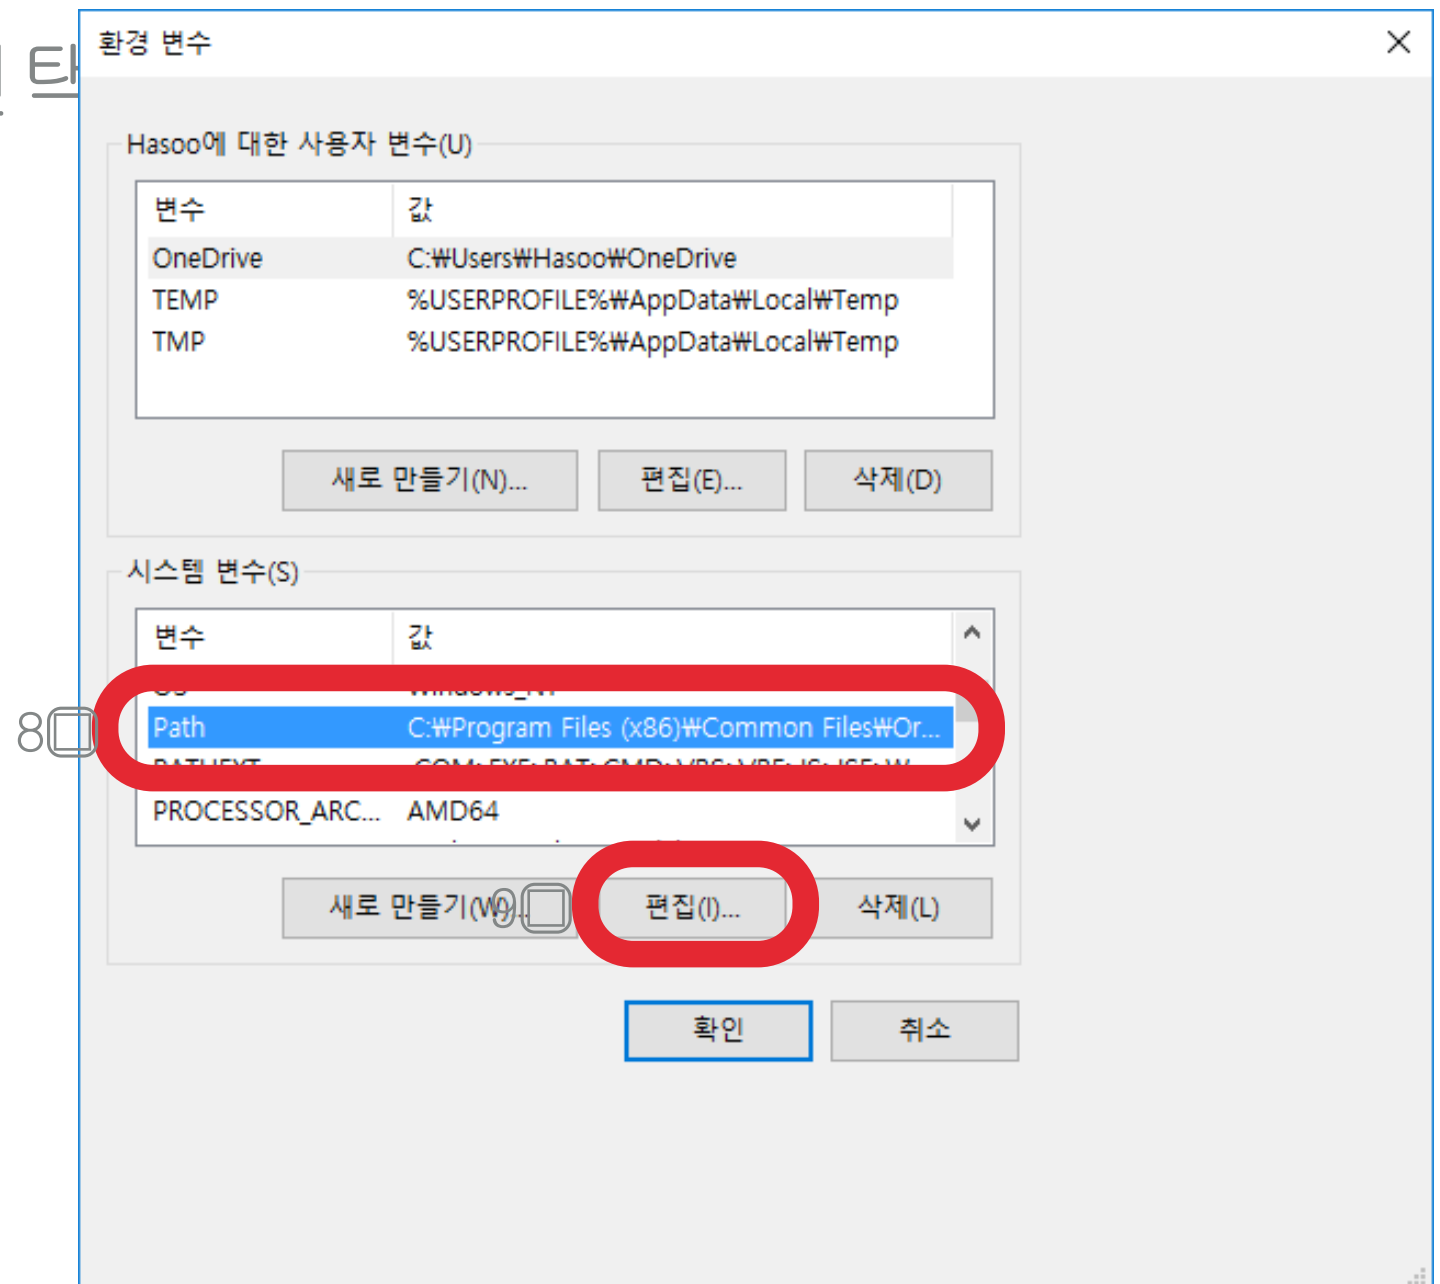 환경 변수
Hasoo에 대한 사용자 변수(U)
변수 값
OneDrive C:₩Users₩Hasoo₩OneDrive
TEMP %USERPROFILE%₩AppData₩Local₩Temp
TMP %USERPROFILE%₩AppData₩Local₩Temp
새로 만들기(N)... 편집(E)... 삭제(D)
시스템 변수(S)
변수 값
8 Path C:₩Program Files (x86)₩Common Files₩Or...
PROCESSOR_ARC... AMD64
새로 만들기(W)... 9 편집(I)... 삭제(L)
확인 취소